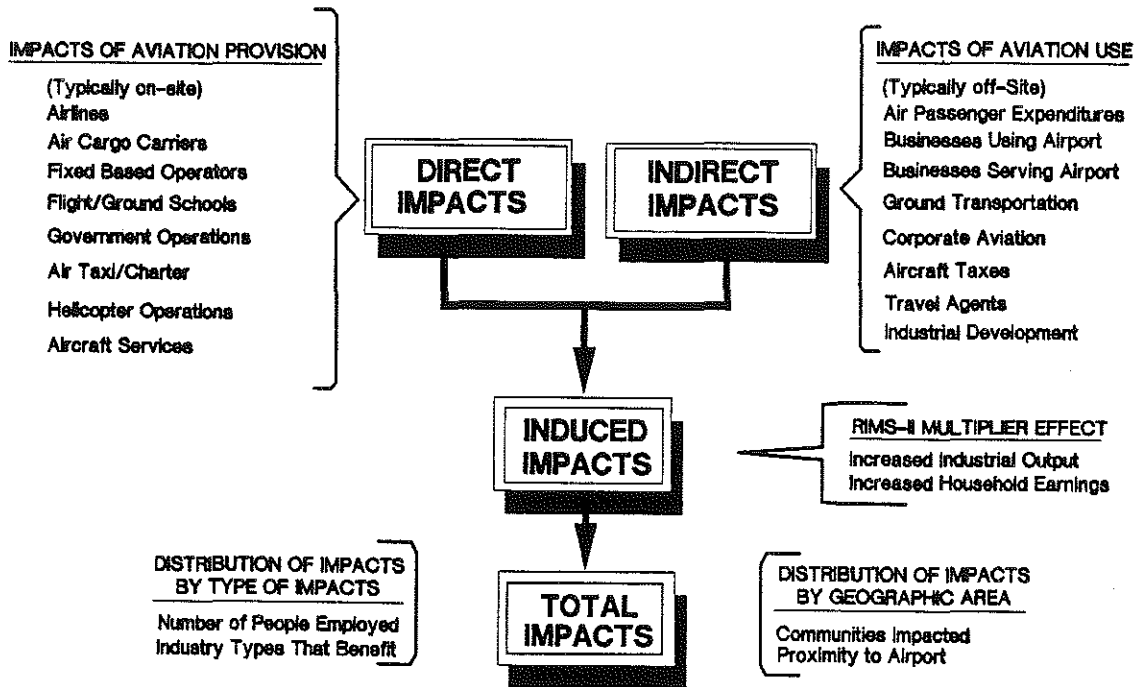 IMPACTS OF AVIATION PROVISION
(Typically on-site)
Airlines
Air Cargo Carriers
Fixed Based Operators
Flight/Ground Schools
Government Operations
Air Taxi/Charter
Helicopter Operations
Aircraft Services
DIRECT
IMPACTS
INDIRECT
IMPACTS
IMPACTS OF AVIATION USE
(Typically off-Site)
Air Passenger Expenditures
Businesses Using Airport
Businesses Serving Airport
Ground Transportation
Corporate Aviation
Aircraft Taxes
Travel Agents
Industrial Development
INDUCED
IMPACTS
RIMS-II MULTIPLIER EFFECT
Increased Industrial Output
Increased Household Earnings
DISTRIBUTION OF IMPACTS
BY TYPE OF IMPACTS
Number of People Employed
Industry Types That Benefit
TOTAL
IMPACTS
DISTRIBUTION OF IMPACTS
BY GEOGRAPHIC AREA
Communities Impacted
Proximity to Airport